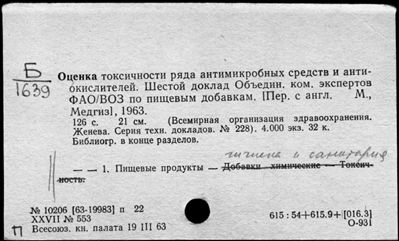 Б
1639
Оценка токсичности ряда антимикробных средств и анти-
окислителей. Шестой доклад Объедин. ком. экспертов
ФАО/ВОЗ по пищевым добавкам. [Пер. с англ. М.,
Медгиз], 1963.
126 с. 21 см. (Всемирная организация здравоохранения.
Женева. Серия техн. докладов. № 228). 4.000 экз. 32 к.
Библиогр. в конце разделов.
гигиена и санитария
— — 1. Пищевые продукты — Добавки химические — Токсич-
ность.
№ 10206 [63-19983] п 22
XXVII № 553
615 : 54+615.9+[016.3]
П Всесоюз. кн. палата 19 III 63
О-931